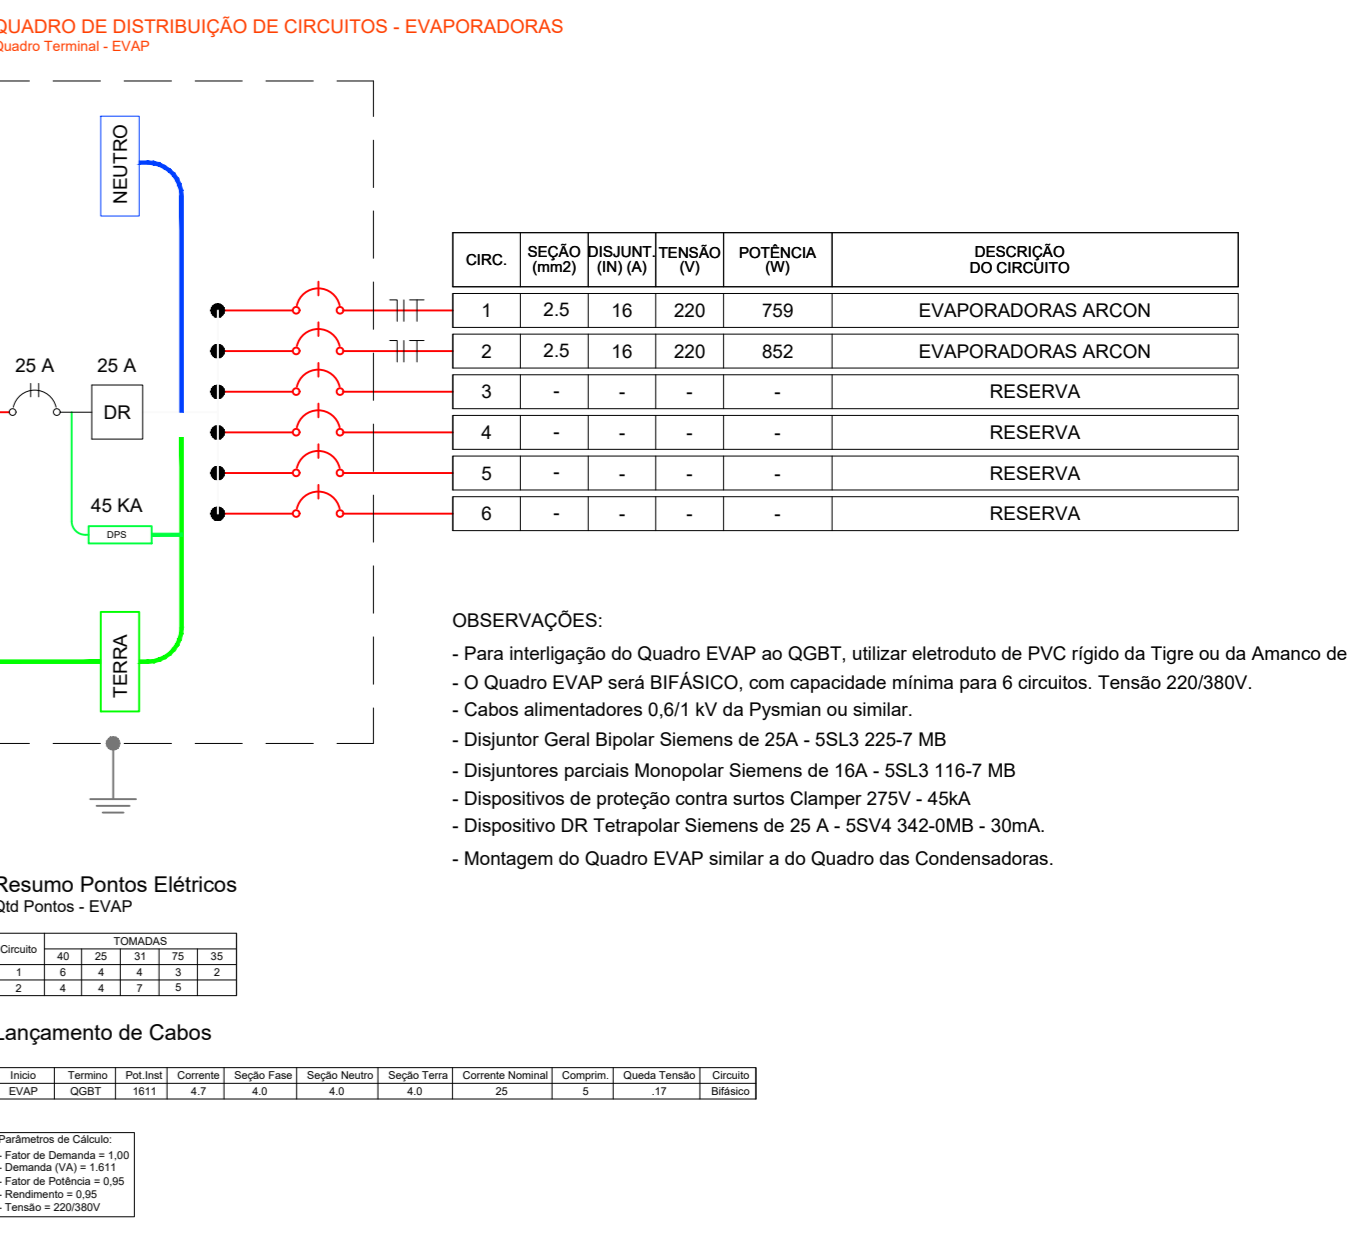 QUADRO DE DISTRIBUIÇÃO DE CIRCUITOS - EVAPORADORAS
Quadro Terminal - EVAP
NEUTRO
25 A
25 A
DR
45 KA
DPS
TERRA
CIRC. SEÇÃO (mm2) DISJUNT. (IN) (A) TENSÃO (V) POTÊNCIA (W) DESCRIÇÃO DO CIRCUITO
1 2.5 16 220 759 EVAPORADORAS ARCON
2 2.5 16 220 852 EVAPORADORAS ARCON
3 - - - - RESERVA
4 - - - - RESERVA
5 - - - - RESERVA
6 - - - - RESERVA
OBSERVAÇÕES:
- Para interligação do Quadro EVAP ao QGBT, utilizar eletroduto de PVC rígido da Tigre ou da Amanco de
- O Quadro EVAP será BIFÁSICO, com capacidade mínima para 6 circuitos. Tensão 220/380V.
- Cabos alimentadores 0,6/1 kV da Pysmian ou similar.
- Disjuntor Geral Bipolar Siemens de 25A - 5SL3 225-7 MB
- Disjuntores parciais Monopolar Siemens de 16A - 5SL3 116-7 MB
- Dispositivos de proteção contra surtos Clamper 275V - 45kA
- Dispositivo DR Tetrapolar Siemens de 25 A - 5SV4 342-0MB - 30mA.
- Montagem do Quadro EVAP similar a do Quadro das Condensadoras.
Resumo Pontos Elétricos
Qtd Pontos - EVAP
Circuito TOMADAS
40 25 31 75 35
1 6 4 4 3 2
2 4 4 7 5
Lançamento de Cabos
Inicio Termino Pot.Inst Corrente Seção Fase Seção Neutro Seção Terra Corrente Nominal Comprim. Queda Tensão Circuito
EVAP QGBT 1611 4.7 4.0 4.0 4.0 25 5 .17 Bifásico
Parâmetros de Cálculo:
- Fator de Demanda = 1,00
- Demanda (VA) = 1.611
- Fator de Potência = 0,95
- Rendimento = 0,95
- Tensão = 220/380V